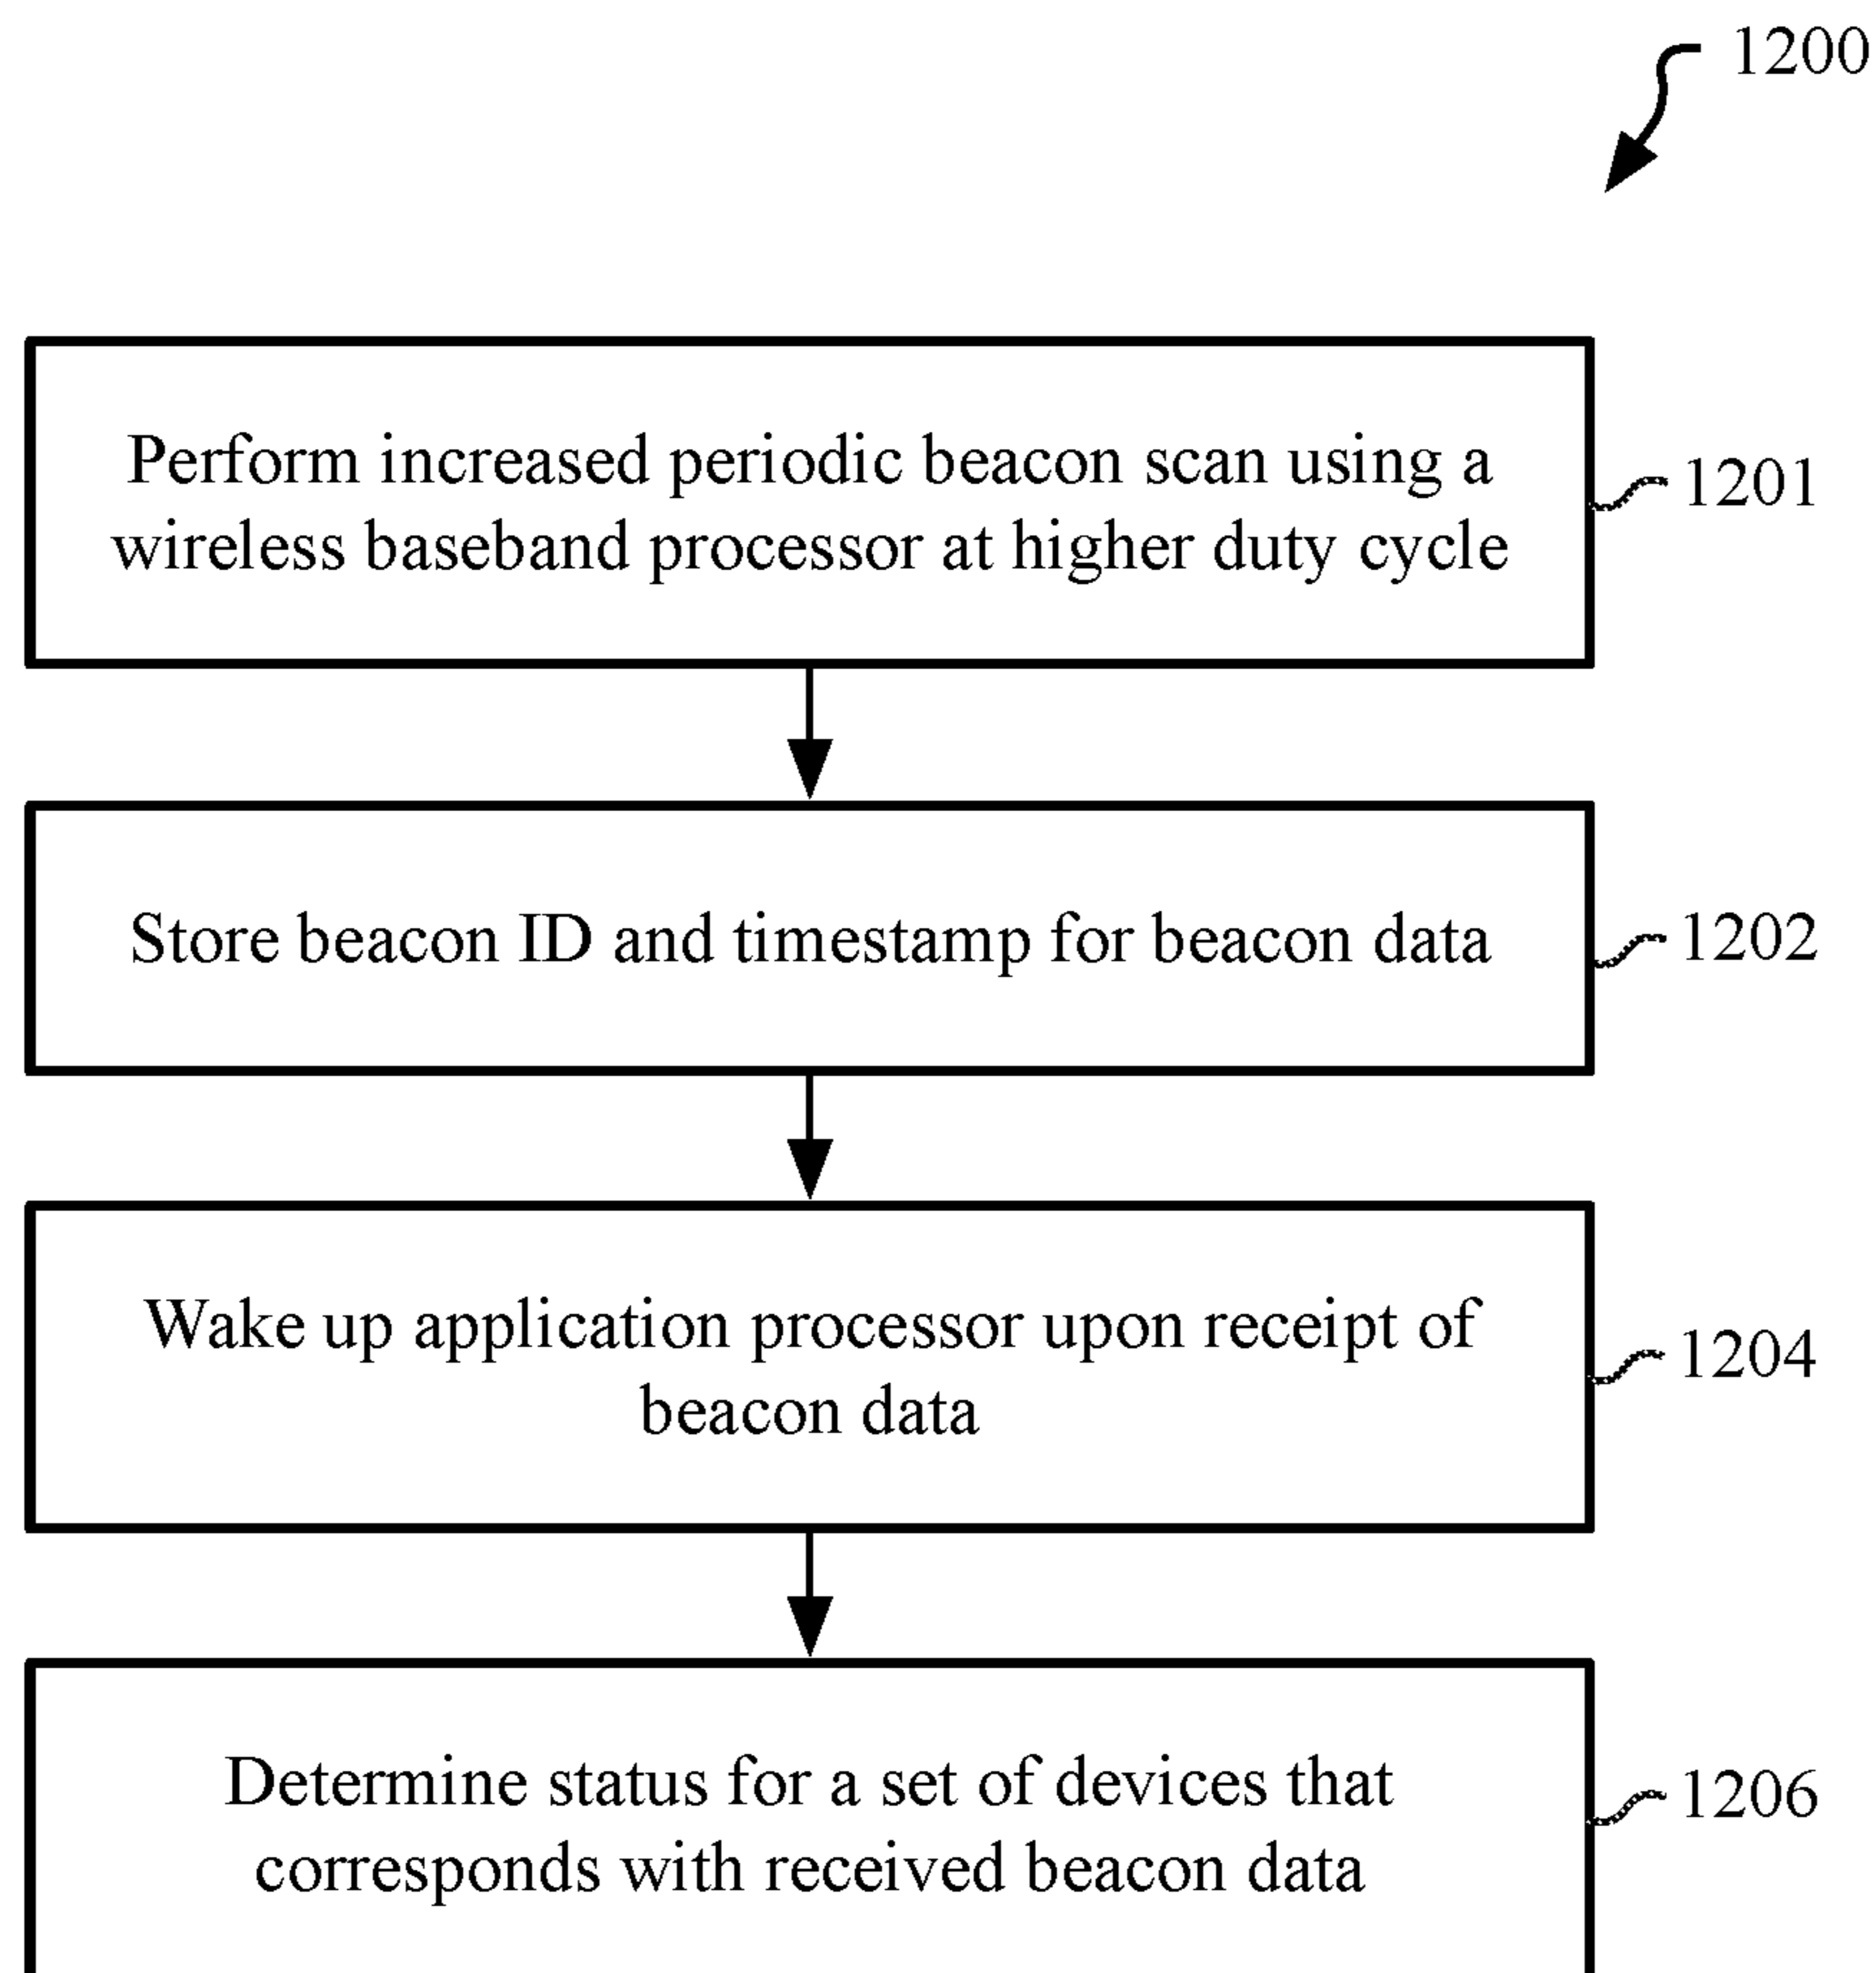 1200
Perform increased periodic beacon scan using a
wireless baseband processor at higher duty cycle
1201
Store beacon ID and timestamp for beacon data
1202
Wake up application processor upon receipt of
beacon data
1204
Determine status for a set of devices that
corresponds with received beacon data
1206